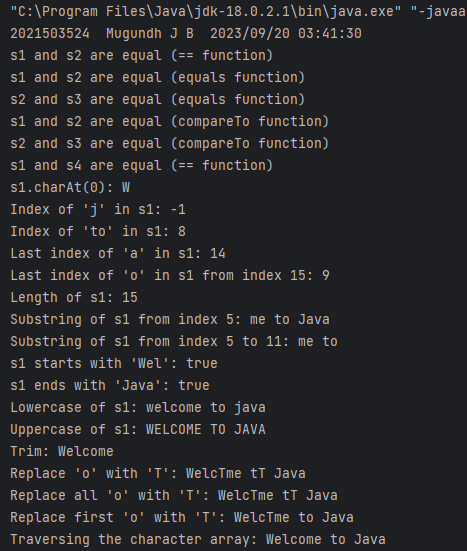 "C:\Program Files\Java\jdk-18.0.2.1\bin\java.exe" "-javaa
2021503524  Mugundh J B  2023/09/20 03:41:30
s1 and s2 are equal (== function)
s1 and s2 are equal (equals function)
s2 and s3 are equal (equals function)
s1 and s2 are equal (compareTo function)
s2 and s3 are equal (compareTo function)
s1 and s4 are equal (== function)
s1.charAt(0): W
Index of 'j' in s1: -1
Index of 'to' in s1: 8
Last index of 'a' in s1: 14
Last index of 'o' in s1 from index 15: 9
Length of s1: 15
Substring of s1 from index 5: me to Java
Substring of s1 from index 5 to 11: me to
s1 starts with 'Wel': true
s1 ends with 'Java': true
Lowercase of s1: welcome to java
Uppercase of s1: WELCOME TO JAVA
Trim: Welcome
Replace 'o' with 'T': WelcTme tT Java
Replace all 'o' with 'T': WelcTme tT Java
Replace first 'o' with 'T': WelcTme to Java
Traversing the character array: Welcome to Java